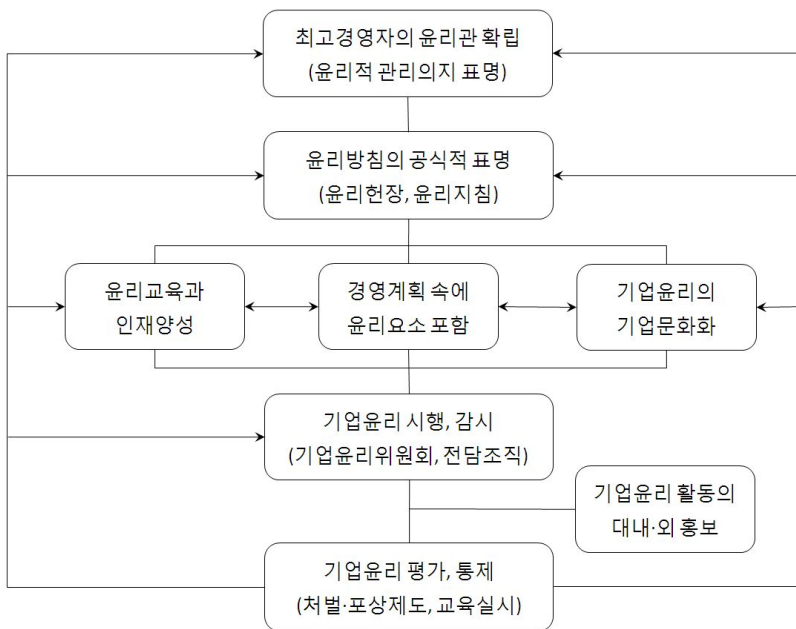 최고경영자의 윤리관 확립
(윤리적 관리의지 표명)
윤리방침의 공식적 표명
(윤리헌장, 윤리지침)
윤리교육과
인재양성
경영계획 속에
윤리요소 포함
기업윤리의
기업문화화
기업윤리 시행, 감시
(기업윤리위원회, 전담조직)
기업윤리 활동의
대내·외 홍보
기업윤리 평가, 통제
(처벌·포상제도, 교육실시)